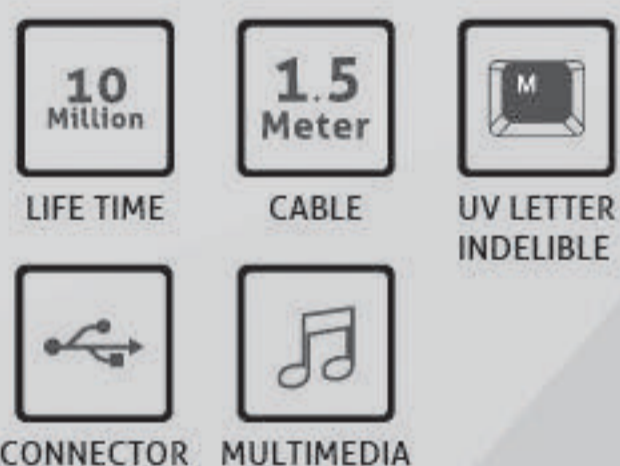 10
Million
LIFE TIME
1.5
Meter
CABLE
M
UV LETTER
INDELIBLE
CONNECTOR
MULTIMEDIA